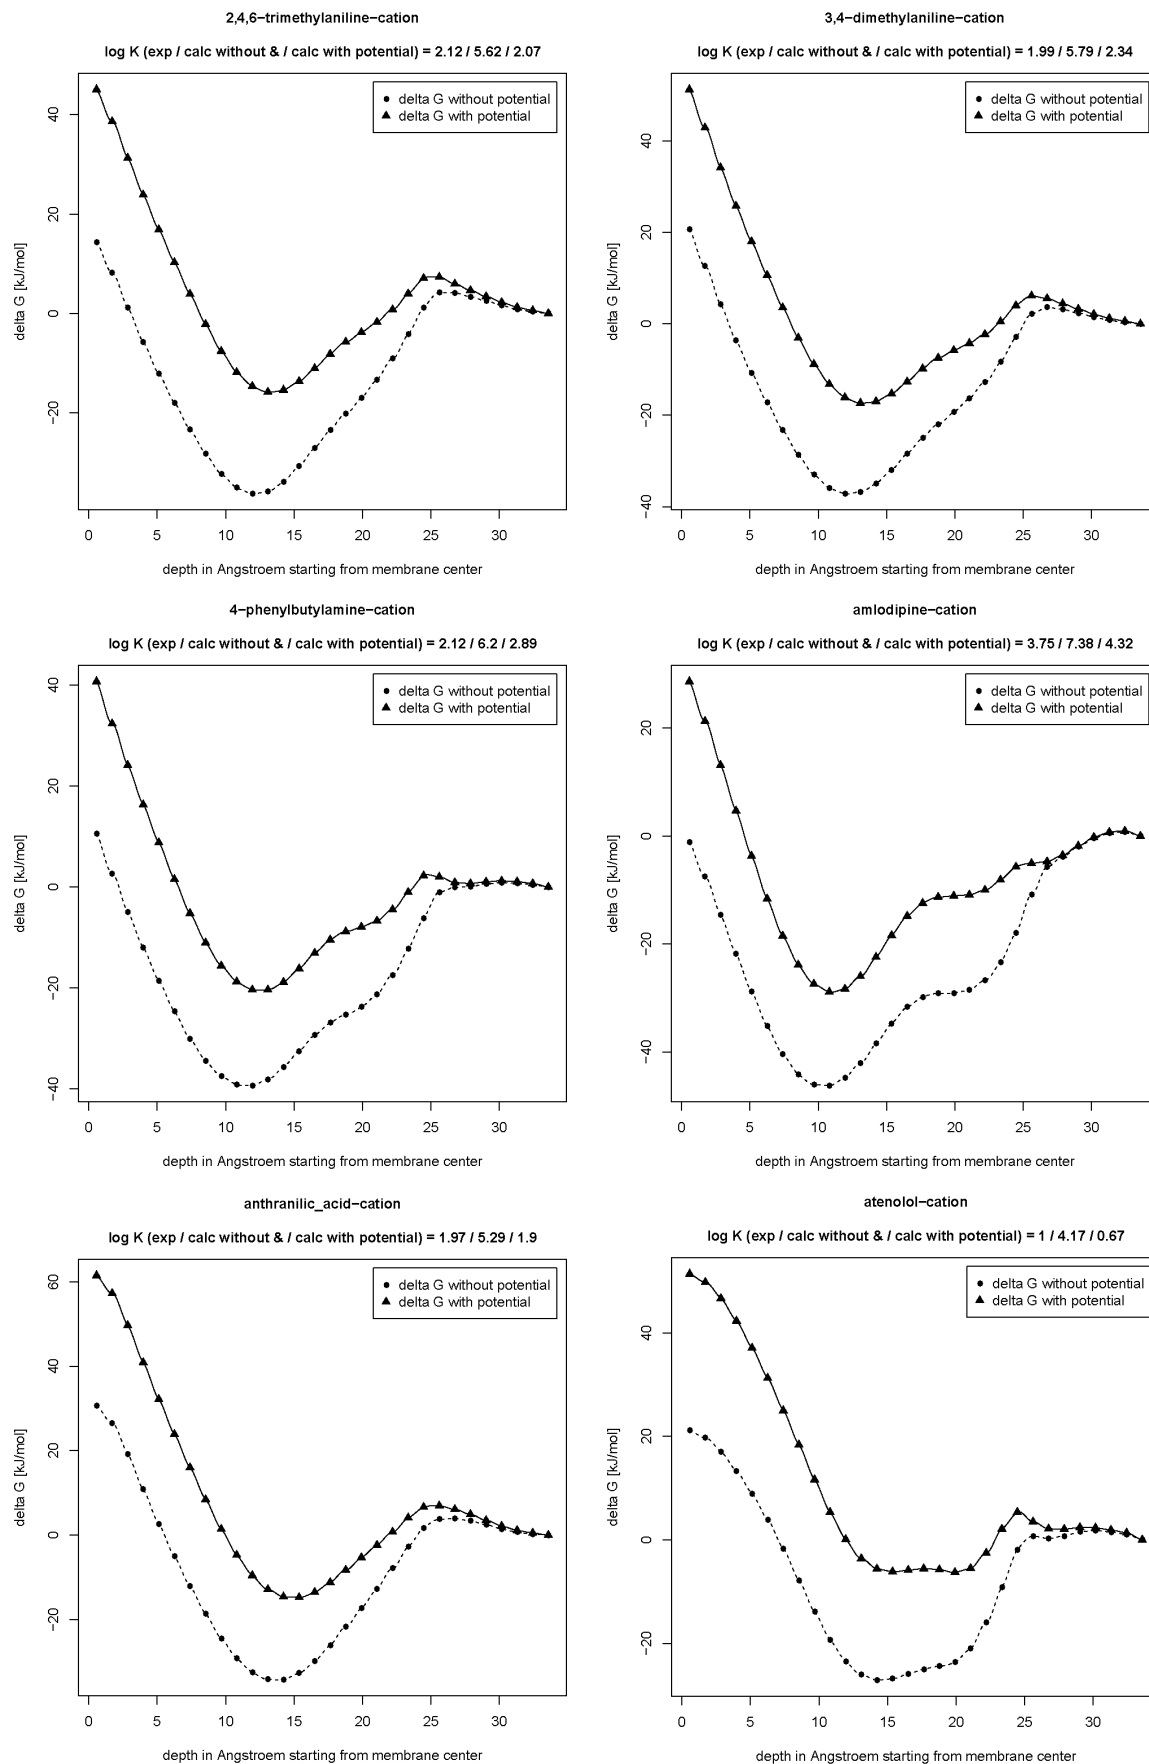 2,4,6−trimethylaniline−cation
log K (exp / calc without & / calc with potential) = 2.12 / 5.62 / 2.07
delta G without potential
delta G with potential
delta G [kJ/mol]
40
20
0
−20
0 5 10 15 20 25 30
depth in Angstroem starting from membrane center
3,4−dimethylaniline−cation
log K (exp / calc without & / calc with potential) = 1.99 / 5.79 / 2.34
delta G without potential
delta G with potential
delta G [kJ/mol]
40
20
0
−20
−40
0 5 10 15 20 25 30
depth in Angstroem starting from membrane center
4−phenylbutylamine−cation
log K (exp / calc without & / calc with potential) = 2.12 / 6.2 / 2.89
delta G without potential
delta G with potential
delta G [kJ/mol]
40
20
0
−20
−40
0 5 10 15 20 25 30
depth in Angstroem starting from membrane center
amlodipine−cation
log K (exp / calc without & / calc with potential) = 3.75 / 7.38 / 4.32
delta G without potential
delta G with potential
delta G [kJ/mol]
20
0
−20
−40
0 5 10 15 20 25 30
depth in Angstroem starting from membrane center
anthranilic_acid−cation
log K (exp / calc without & / calc with potential) = 1.97 / 5.29 / 1.9
delta G without potential
delta G with potential
delta G [kJ/mol]
60
40
20
0
−20
0 5 10 15 20 25 30
depth in Angstroem starting from membrane center
atenolol−cation
log K (exp / calc without & / calc with potential) = 1 / 4.17 / 0.67
delta G without potential
delta G with potential
delta G [kJ/mol]
40
20
0
−20
0 5 10 15 20 25 30
depth in Angstroem starting from membrane center